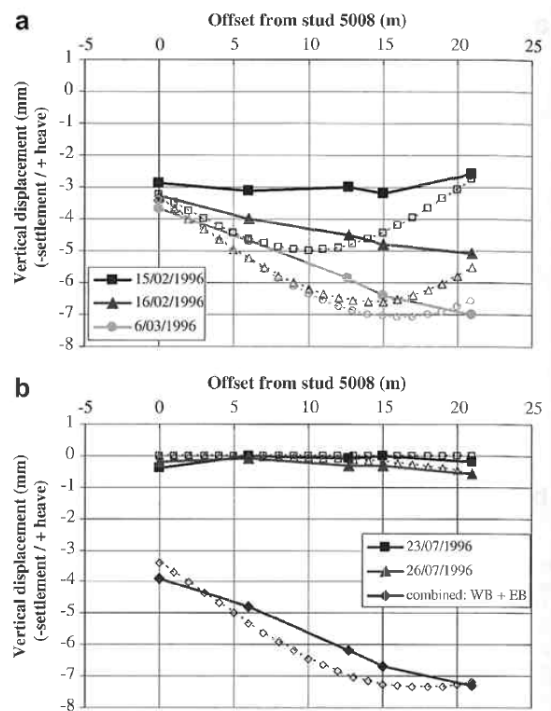 a
Offset from stud 5008 (m)
-5 0 5 10 15 20 25
Vertical displacement (mm)
(-settlement / + heave)
1
0
-1
-2
-3
-4
-5
-6
-7
-8
15/02/1996
16/02/1996
6/03/1996
b
Offset from stud 5008 (m)
-5 0 5 10 15 20 25
Vertical displacement (mm)
(-settlement / + heave)
1
0
-1
-2
-3
-4
-5
-6
-7
-8
23/07/1996
26/07/1996
combined: WB + EB